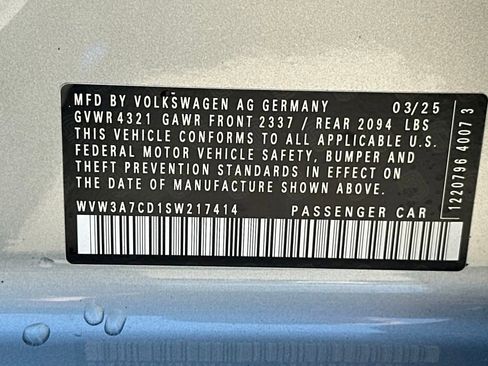 MFD BY VOLKSWAGEN AG GERMANY 03/25
GVWR 4321 GAWR FRONT 2337 / REAR 2094 LBS
THIS VEHICLE CONFORMS TO ALL APPLICABLE U.S.
FEDERAL MOTOR VEHICLE SAFETY, BUMPER AND
THEFT PREVENTION STANDARDS IN EFFECT ON
THE DATE OF MANUFACTURE SHOWN ABOVE.
WVW3A7CD1SW217414 PASSENGER CAR
1220796 40073